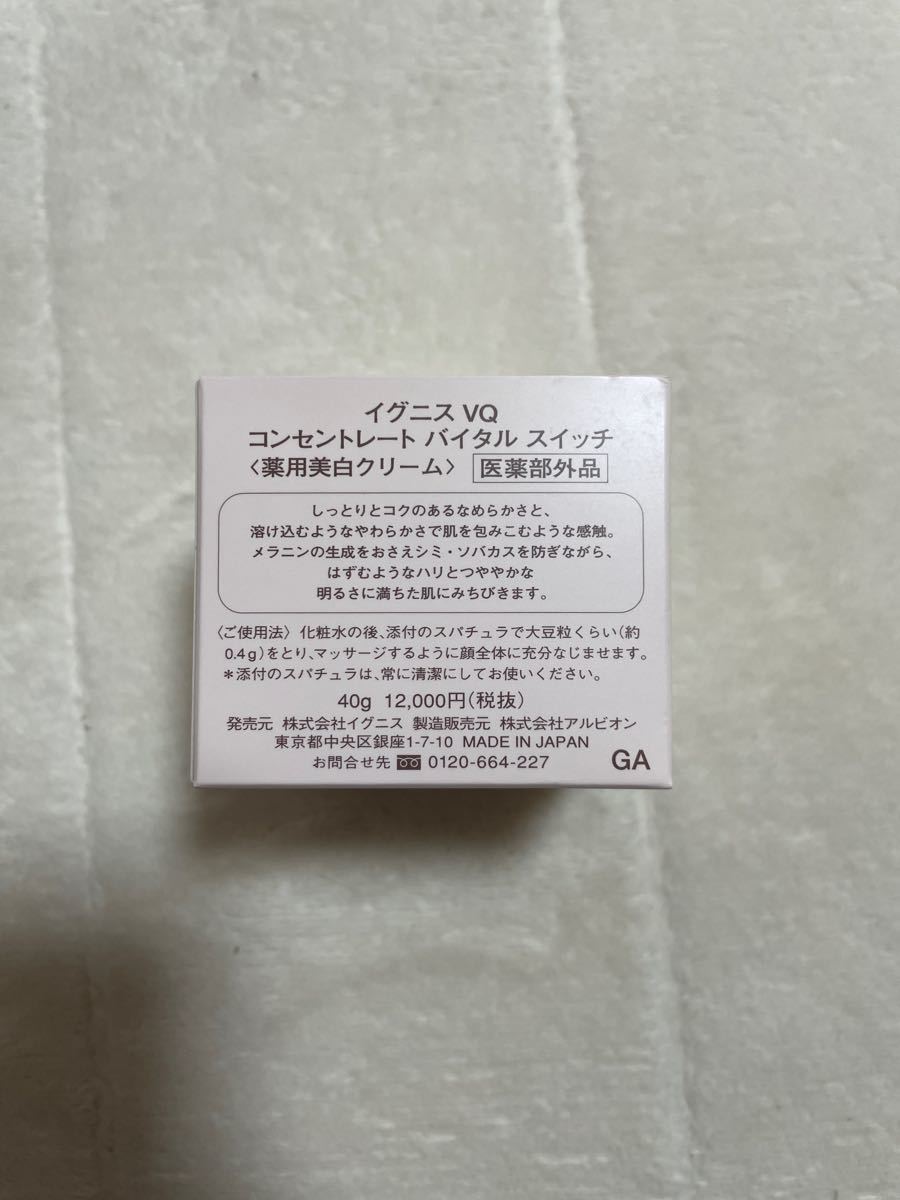 イグニス VQ
コンセントレート バイタル スイッチ
〈薬用美白クリーム〉 医薬部外品
しっとりとコクのあるなめらかさと、
溶け込むようなやわらかさで肌を包みこむような感触。
メラニンの生成をおさえシミ・ソバカスを防ぎながら、
はずむようなハリとつややかな
明るさに満ちた肌にみちびきます。
〈ご使用法〉 化粧水の後、添付のスパチュラで大豆粒くらい(約
0.4g)をとり、マッサージするように顔全体に充分なじませます。
*添付のスパチュラは、常に清潔にしてお使いください。
40g 12,000円(税抜)
発売元 株式会社イグニス 製造販売元 株式会社アルビオン
東京都中央区銀座1-7-10 MADE IN JAPAN
お問合せ先 0120-664-227
GA